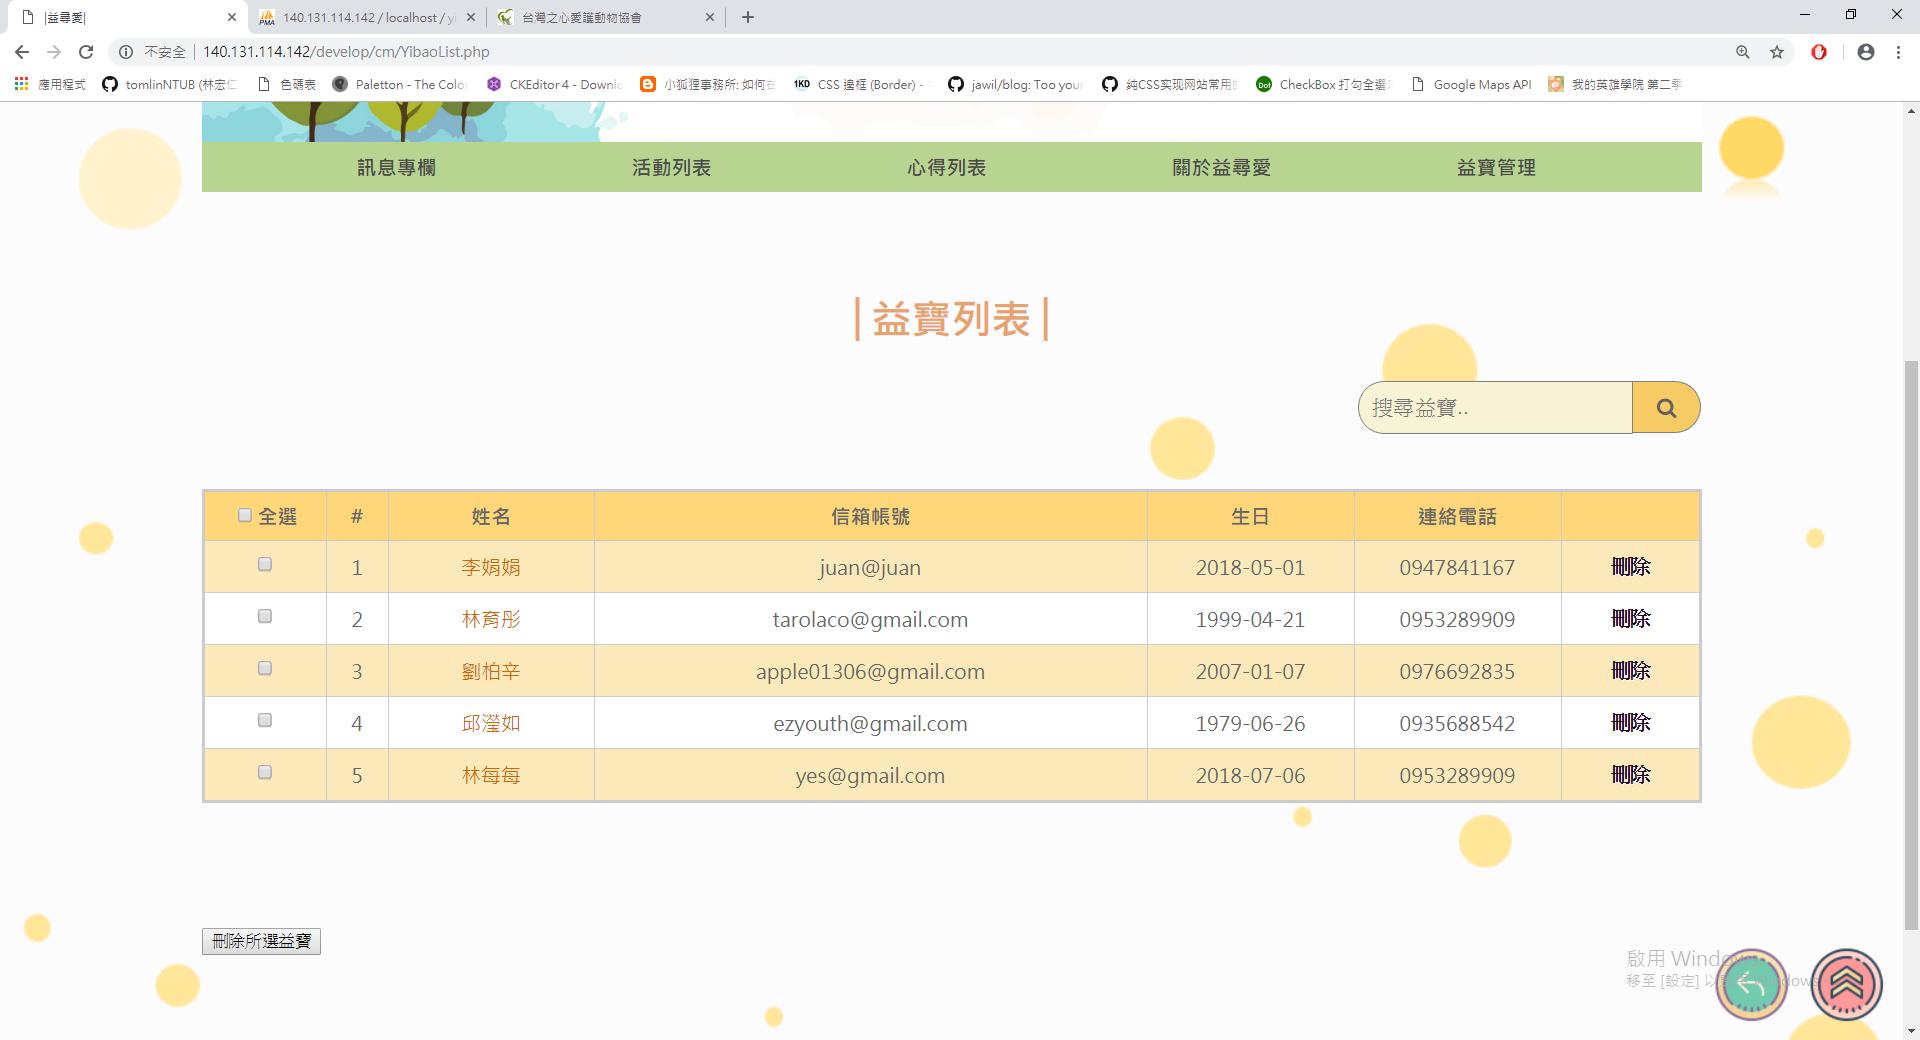 |益尋愛|
140.131.114.142 / localhost / yi
台灣之心愛護動物協會
不安全 | 140.131.114.142/develop/cm/YibaoList.php
應用程式
tomlinNTUB (林宏仁
色碼表
Paletton - The Color
CKEditor 4 - Downlo
小狐狸事務所: 如何在
CSS 邊框 (Border) -
jawil/blog: Too your
純CSS实现网站常用的
CheckBox 打勾全選
Google Maps API
我的英雄學院 第二季
訊息專欄 活動列表 心得列表 關於益尋愛 益寶管理
|益寶列表|
搜尋益寶..
全選 # 姓名 信箱帳號 生日 連絡電話
1 李娟娟 juan@juan 2018-05-01 0947841167 刪除
2 林育彤 tarolaco@gmail.com 1999-04-21 0953289909 刪除
3 劉柏辛 apple01306@gmail.com 2007-01-07 0976692835 刪除
4 邱瀅如 ezyouth@gmail.com 1979-06-26 0935688542 刪除
5 林每每 yes@gmail.com 2018-07-06 0953289909 刪除
刪除所選益寶
啟用 Windows
移至 [設定] 以